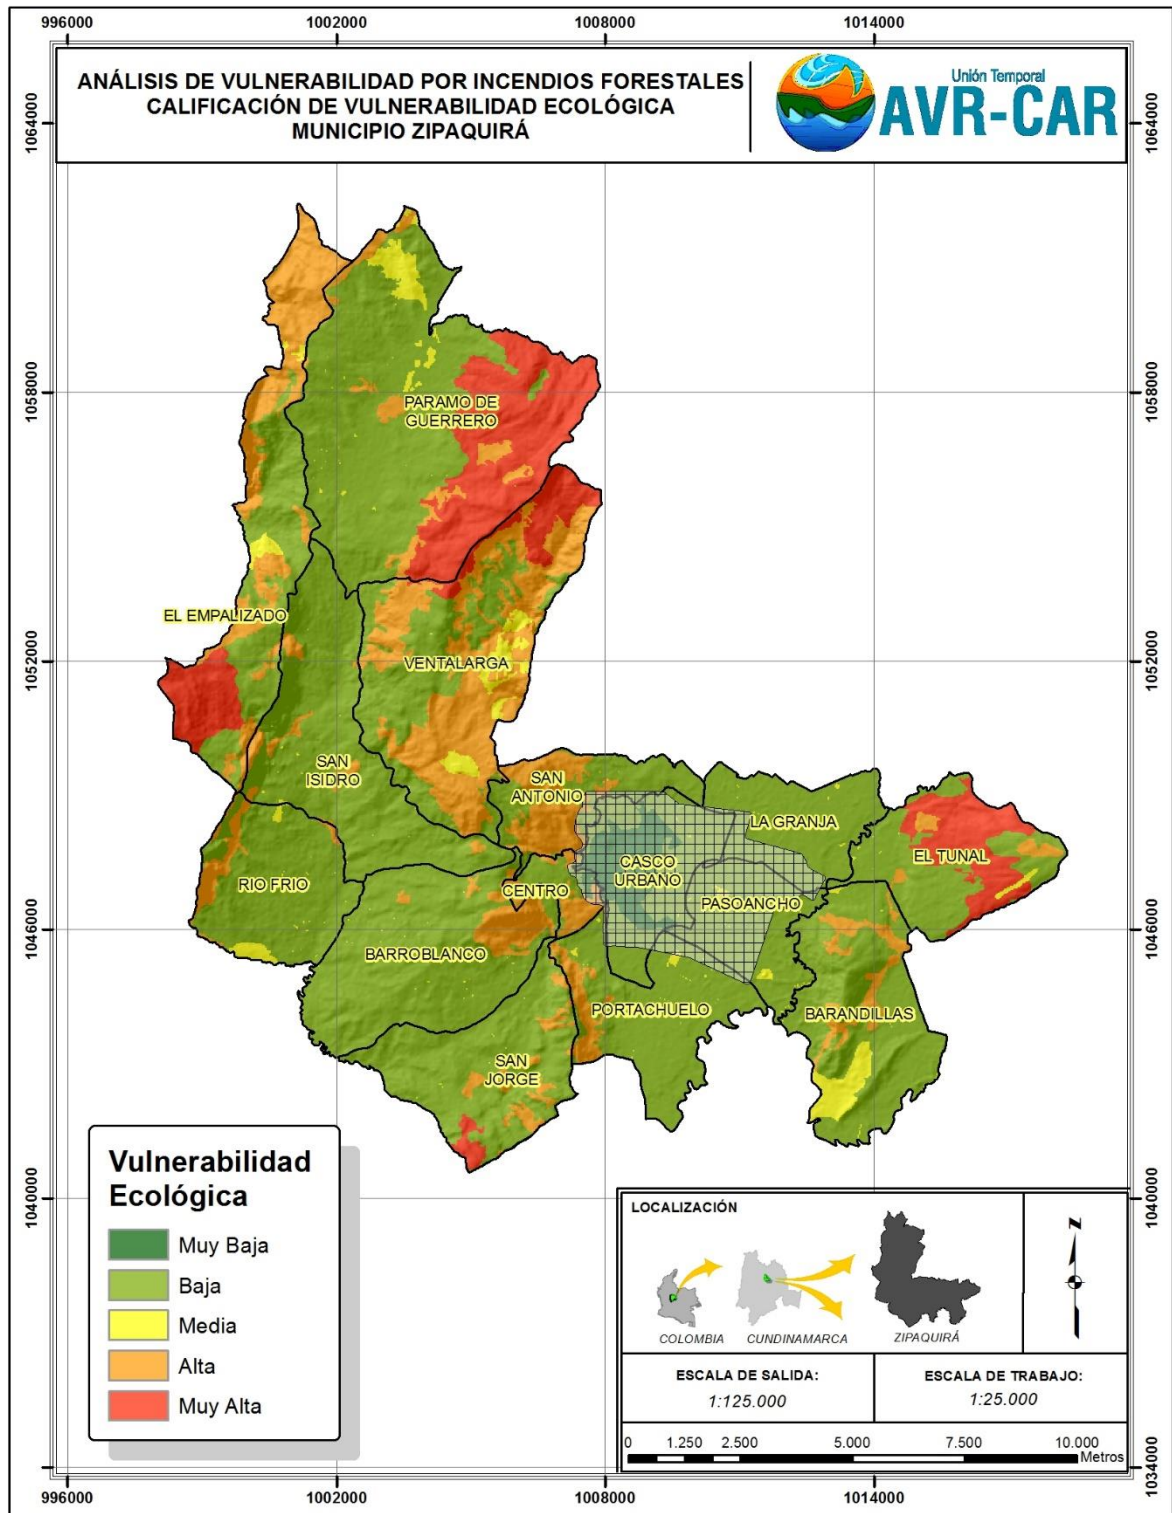 996000
1002000
1008000
1014000
ANÁLISIS DE VULNERABILIDAD POR INCENDIOS FORESTALES
CALIFICACIÓN DE VULNERABILIDAD ECOLÓGICA
MUNICIPIO ZIPAQUIRÁ
Unión Temporal
AVR-CAR
1064000
1064000
1058000
1058000
PARAMO DE
GUERRERO
EL EMPALIZADO
VENTALARGA
1052000
1052000
SAN
ISIDRO
SAN
ANTONIO
LA GRANJA
EL TUNAL
CASCO
URBANO
RIO FRIO
CENTRO
PASOANCHO
1046000
1046000
BARROBLANCO
PORTACHUELO
BARANDILLAS
SAN
JORGE
1040000
1040000
Vulnerabilidad
Ecológica
Muy Baja
Baja
Media
Alta
Muy Alta
LOCALIZACIÓN
COLOMBIA
CUNDINAMARCA
ZIPAQUIRÁ
N
ESCALA DE SALIDA:
1:125.000
ESCALA DE TRABAJO:
1:25.000
0 1.250 2.500 5.000 7.500 10.000
Metros
1034000
1034000
996000
1002000
1008000
1014000